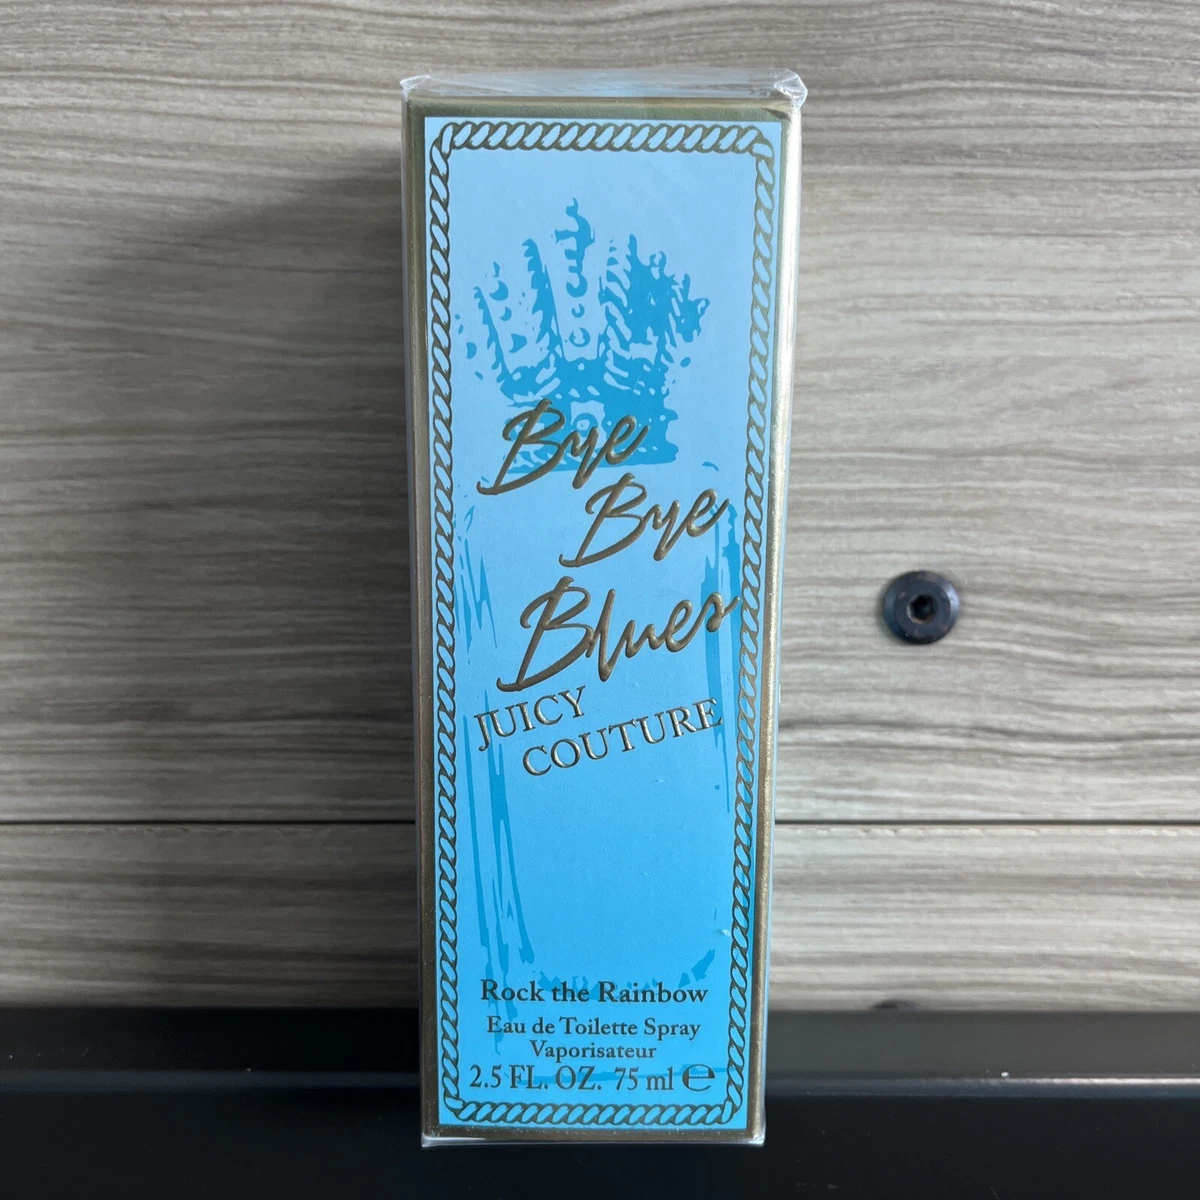 Bye
Bye
Blues
JUICY
COUTURE
Rock the Rainbow
Eau de Toilette Spray
Vaporisateur
2.5 FL. OZ. 75 ml ℮